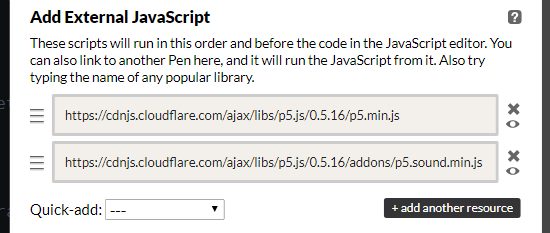 Add External JavaScript
?
These scripts will run in this order and before the code in the JavaScript editor. You
can also link to another Pen here, and it will run the JavaScript from it. Also try
typing the name of any popular library.
https://cdnjs.cloudflare.com/ajax/libs/p5.js/0.5.16/p5.min.js
https://cdnjs.cloudflare.com/ajax/libs/p5.js/0.5.16/addons/p5.sound.min.js
Quick-add: ---
+ add another resource